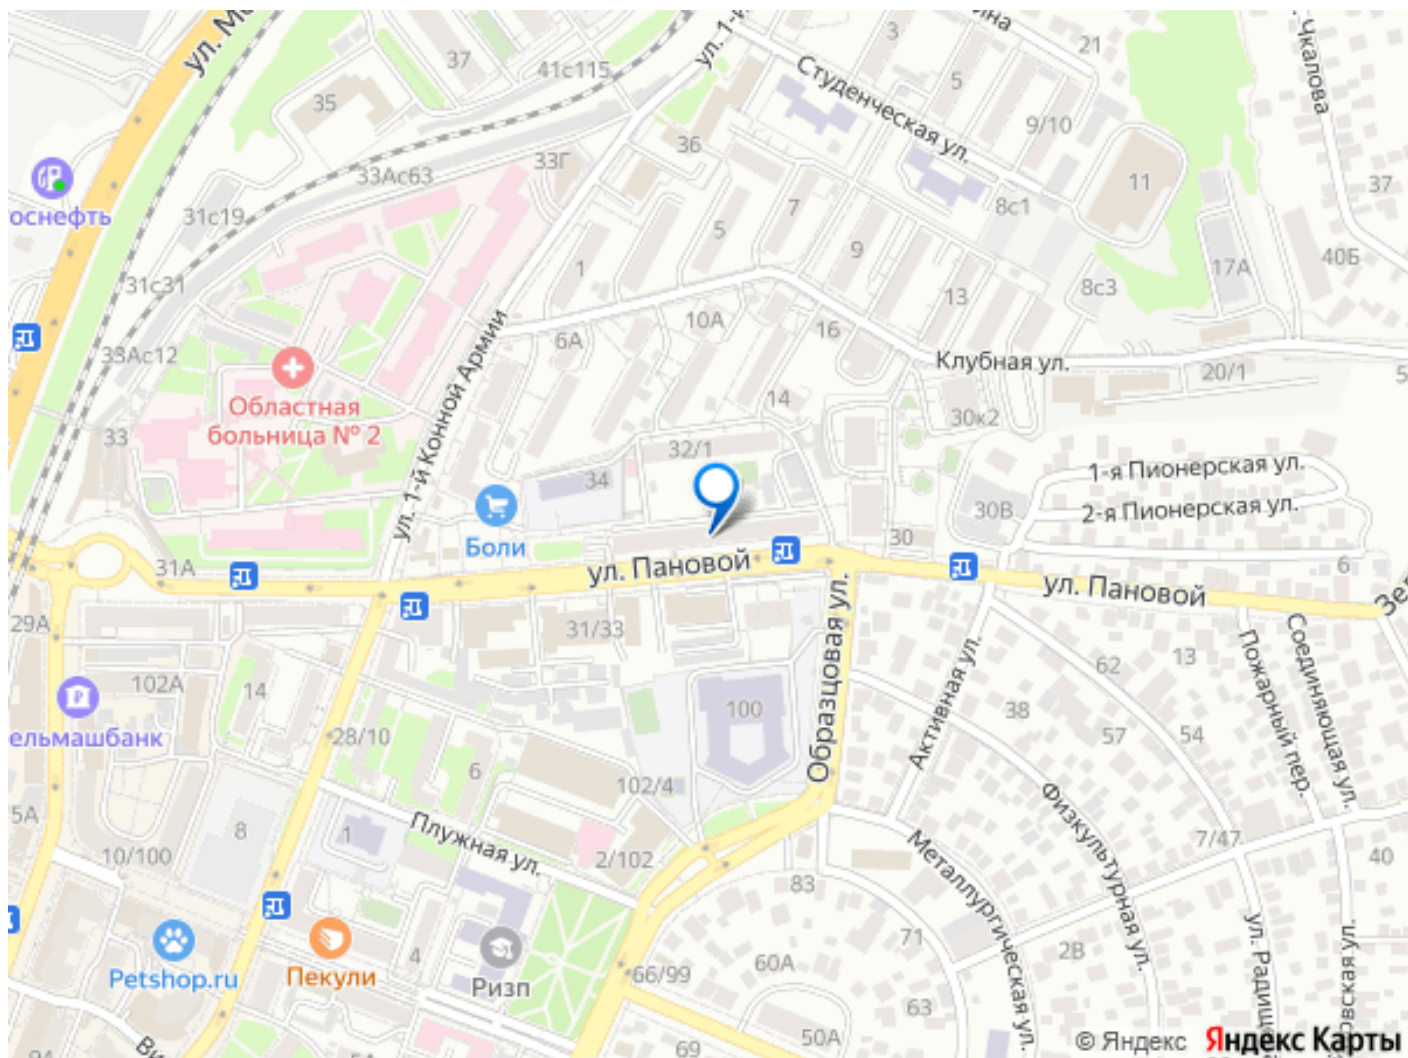 ул. М
37
41с115
35
ул. 1-й
3
21
Студенческая ул.
5
9/10
Чкалова
36
33Г
33Ас63
11
37
оснефть
31с19
7
8с1
5
9
40Б
1
17А
31с31
8с3
13
10А
16
6А
33Ас12
Клубная ул.
20/1
5
ул. 1-й Конной Армии
Областная
больница № 2
14
30к2
33
32/1
1-я Пионерская ул.
34
2-я Пионерская ул.
30В
Боли
30
31А
ул. Пановой
6
ул. Пановой
29А
31/33
Образцовая ул.
Активная ул.
62
13
Пожарный пер.
Соединяющая ул.
102А
14
100
38
57
54
ельмашбанк
28/10
6
102/4
Физкультурная ул.
5А
8
1
Плужная ул.
7/47
10/100
2/102
Металлургическая ул.
40
83
71
2В
4
Petshop.ru
Пекули
Ризп
66/99
60А
ул. Радищ
овская ул.
63
50А
69
5А
© Яндекс Яндекс Карты